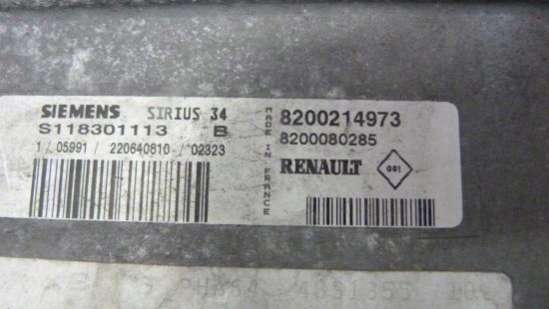 SIEMENS SIRIUS 34
S118301113 B
1 / 05991 / 220640810 / 02323
MADE IN FRANCE
8200214973
8200080285
RENAULT